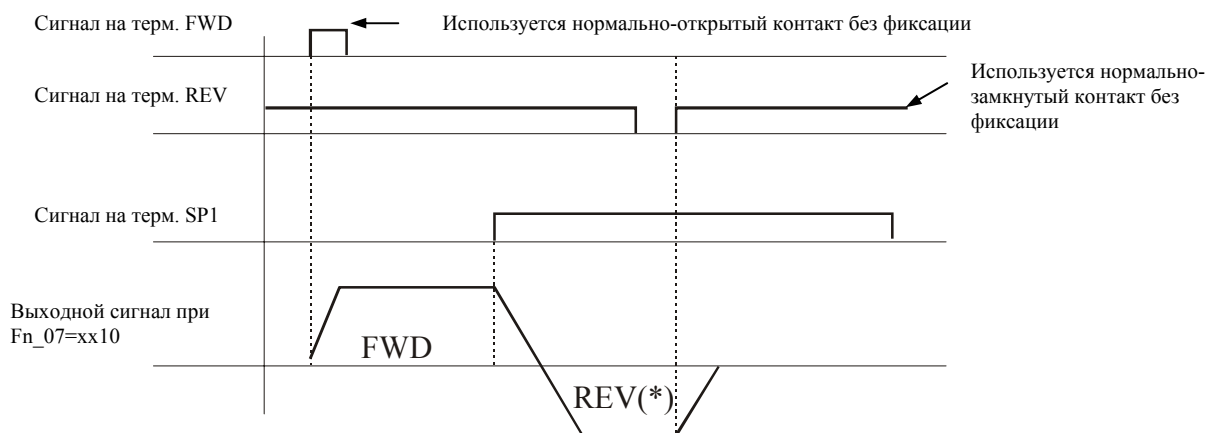 Сигнал на терм. FWD
Используется нормально-открытый контакт без фиксации
Сигнал на терм. REV
Используется нормально-
замкнутый контакт без
фиксации
Сигнал на терм. SP1
Выходной сигнал при
Fn_07=xx10
FWD
REV(*)